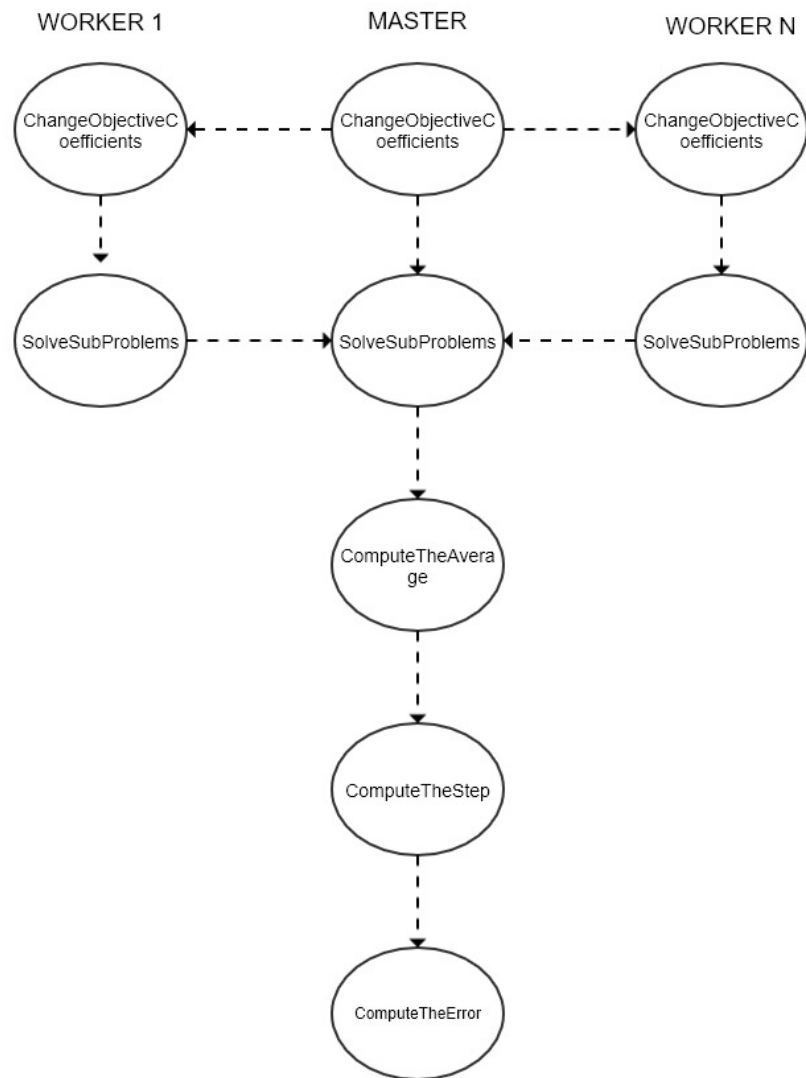 WORKER 1
MASTER
WORKER N
ChangeObjectiveC
oefficients
ChangeObjectiveC
oefficients
ChangeObjectiveC
oefficients
SolveSubProblems
SolveSubProblems
SolveSubProblems
ComputeTheAvera
ge
ComputeTheStep
ComputeTheError